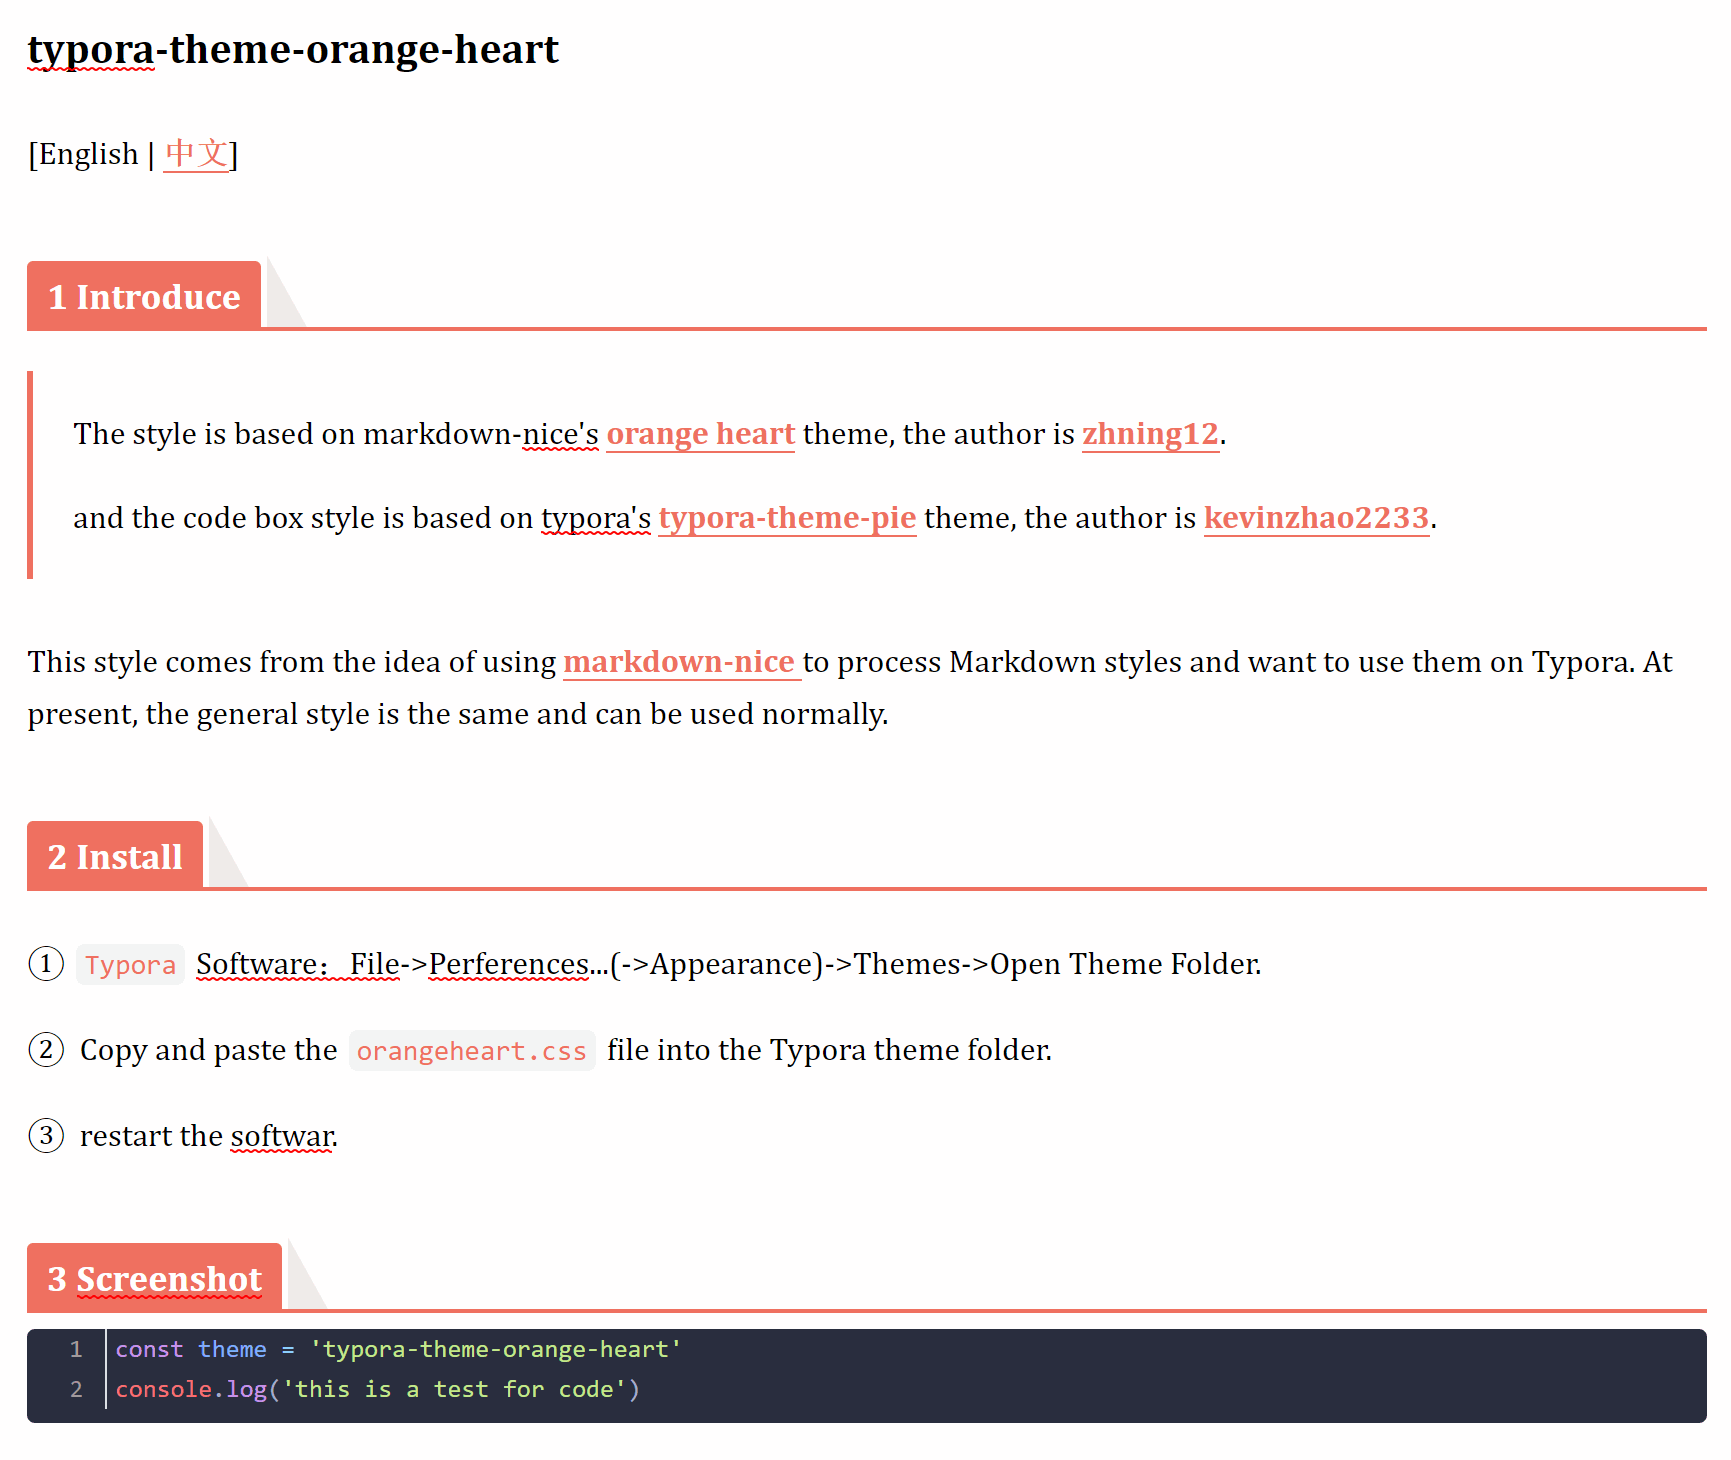 typora-theme-orange-heart
[English | 中文]
1 Introduce
The style is based on markdown-nice's orange heart theme, the author is zhning12.
and the code box style is based on typora's typora-theme-pie theme, the author is kevinzhao2233.
This style comes from the idea of using markdown-nice to process Markdown styles and want to use them on Typora. At
present, the general style is the same and can be used normally.
2 Install
① Typora Software： File->Perferences...(->Appearance)->Themes->Open Theme Folder.
② Copy and paste the orangeheart.css file into the Typora theme folder.
③ restart the softwar.
3 Screenshot
1 const theme = 'typora-theme-orange-heart'
2 console.log('this is a test for code')